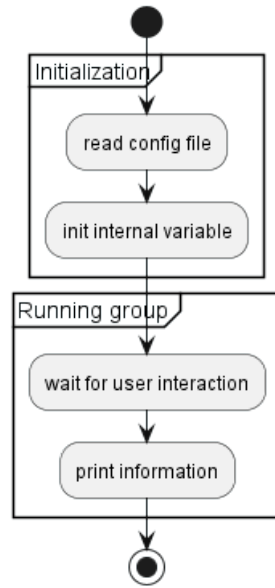 Initialization
read config file
init internal variable
Running group
wait for user interaction
print information